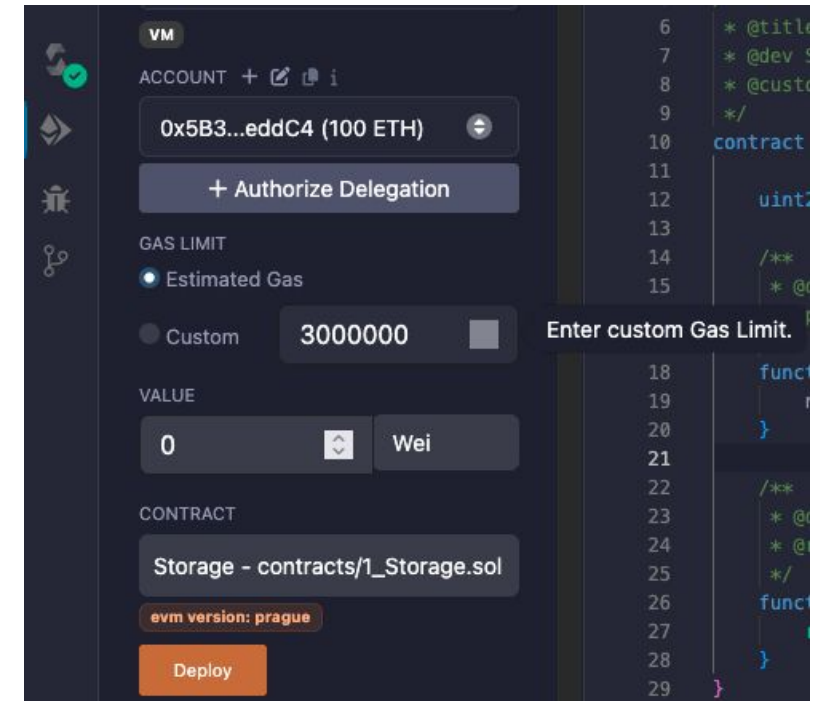 VM
ACCOUNT
0x5B3...eddC4 (100 ETH)
+ Authorize Delegation
GAS LIMIT
Estimated Gas
Custom
3000000
Enter custom Gas Limit.
VALUE
0
Wei
CONTRACT
Storage - contracts/1_Storage.sol
evm version: prague
Deploy
6 * @title
7 * @dev S
8 * @custo
9 */
10 contract
11
12 uint2
13
14 /**
15 * @d
18 funct
19 r
20 }
21
22 /**
23 * @d
24 * @r
25 */
26 funct
27 r
28 }
29 }